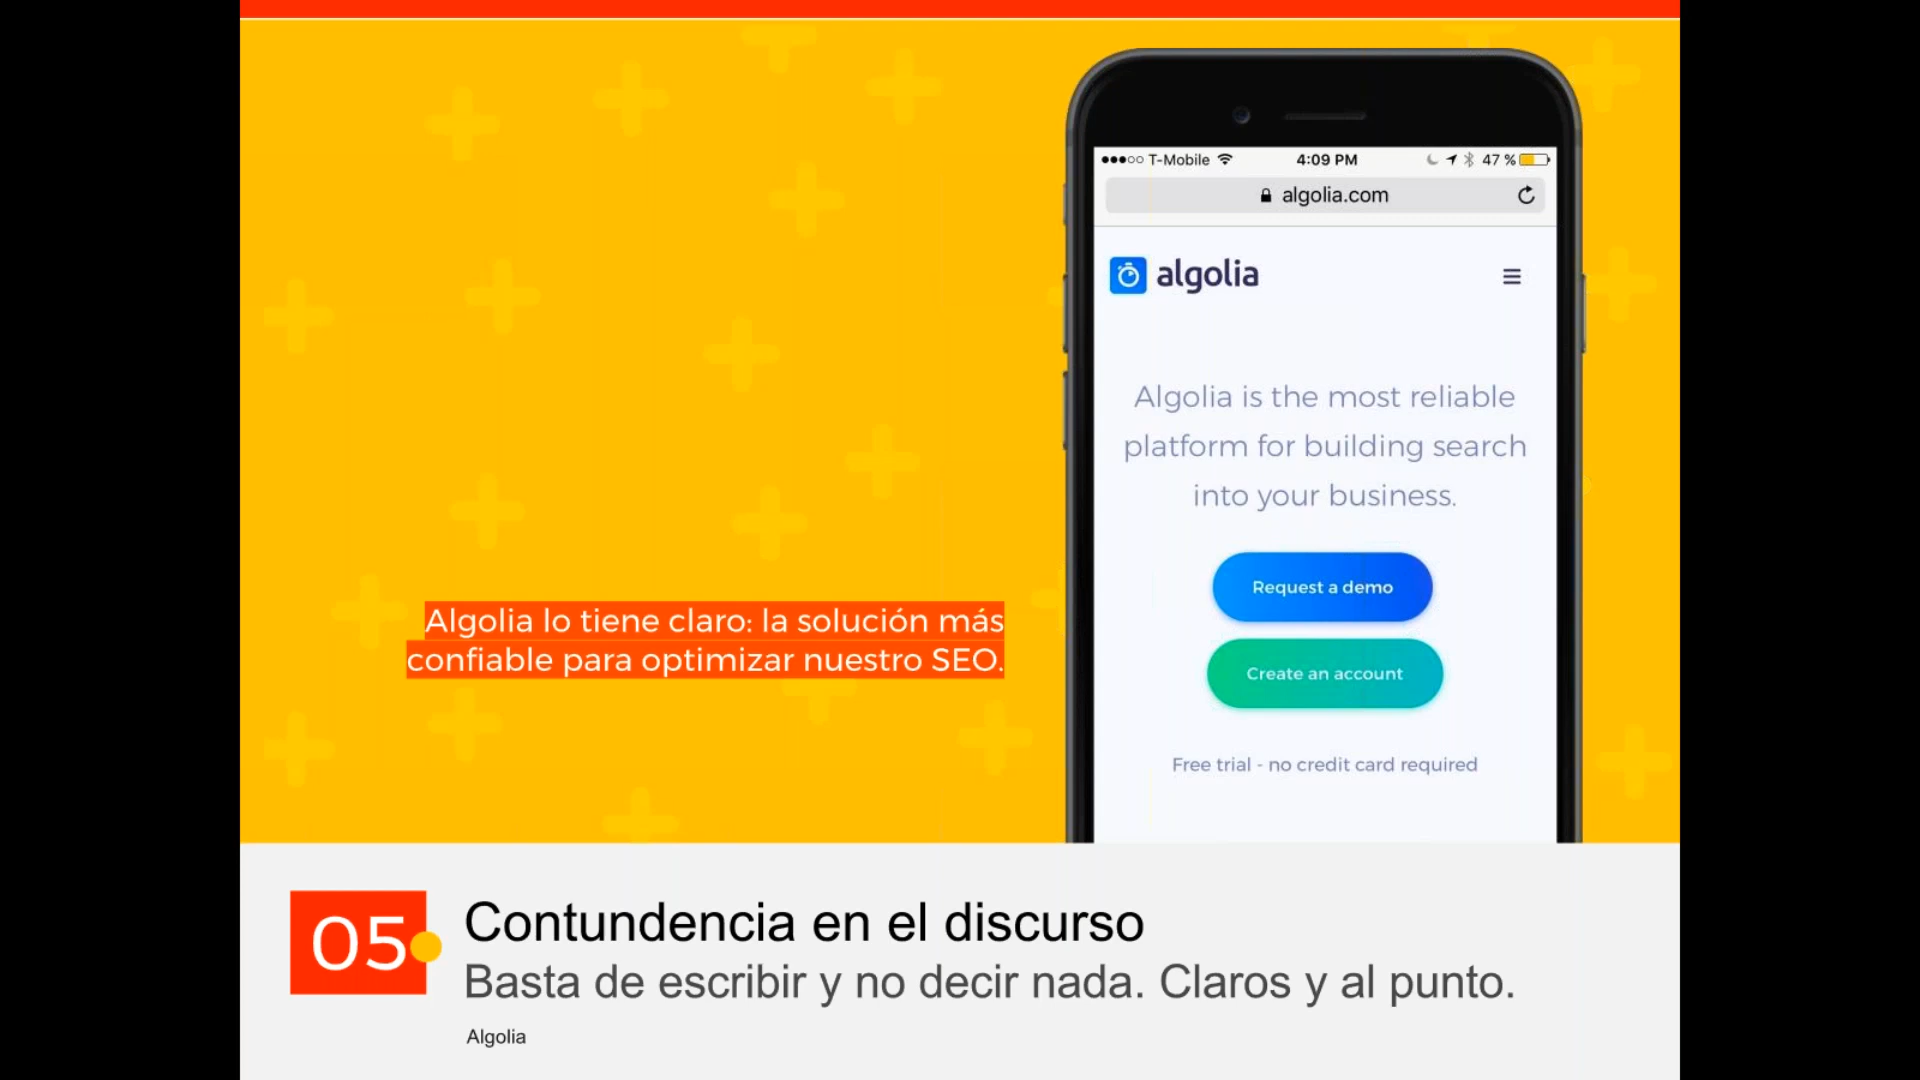 T-Mobile 4:09 PM 47 %
algolia.com
algolia
Algolia is the most reliable
platform for building search
into your business.
Request a demo
Create an account
Free trial - no credit card required
Algolia lo tiene claro: la solución más
confiable para optimizar nuestro SEO.
05
Contundencia en el discurso
Basta de escribir y no decir nada. Claros y al punto.
Algolia